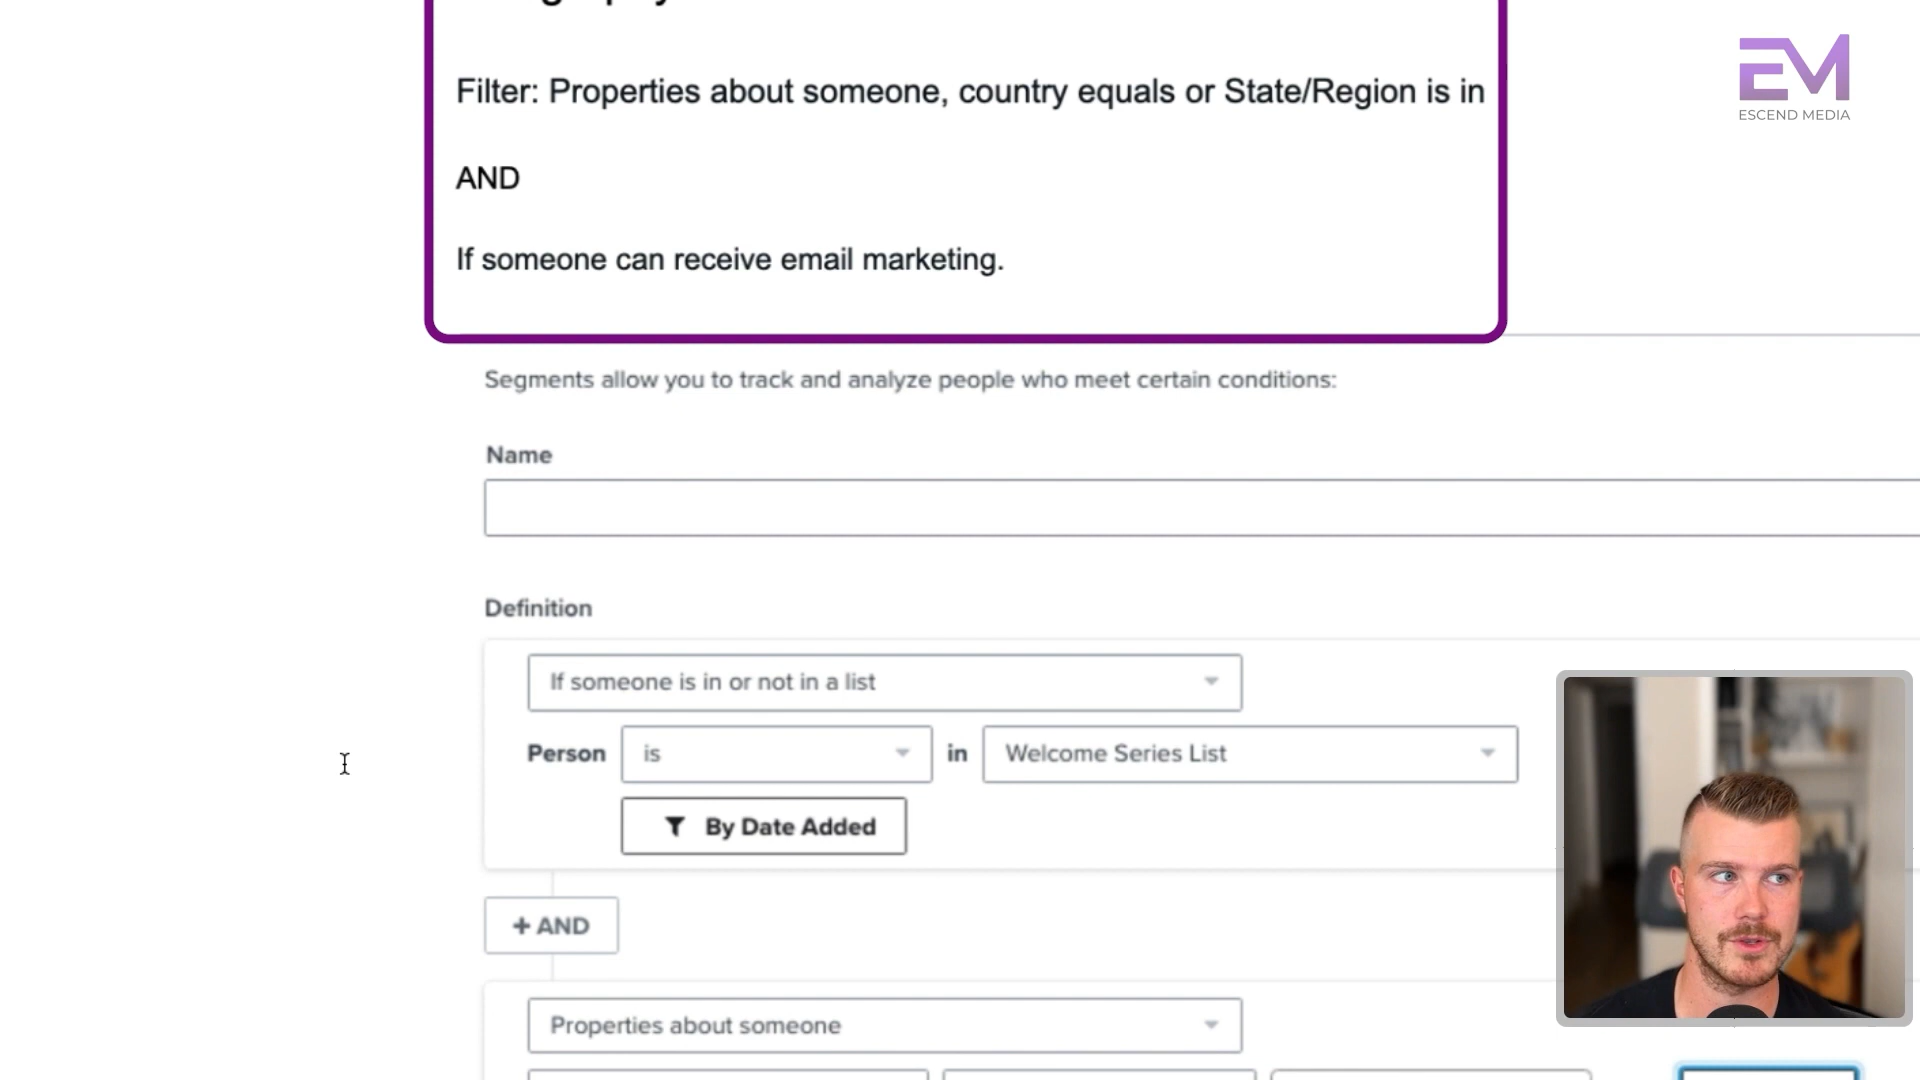 Filter: Properties about someone, country equals or State/Region is in
AND
If someone can receive email marketing.
EM
ESCEND MEDIA
Segments allow you to track and analyze people who meet certain conditions:
Name
Definition
If someone is in or not in a list
Person is in Welcome Series List
By Date Added
+ AND
Properties about someone